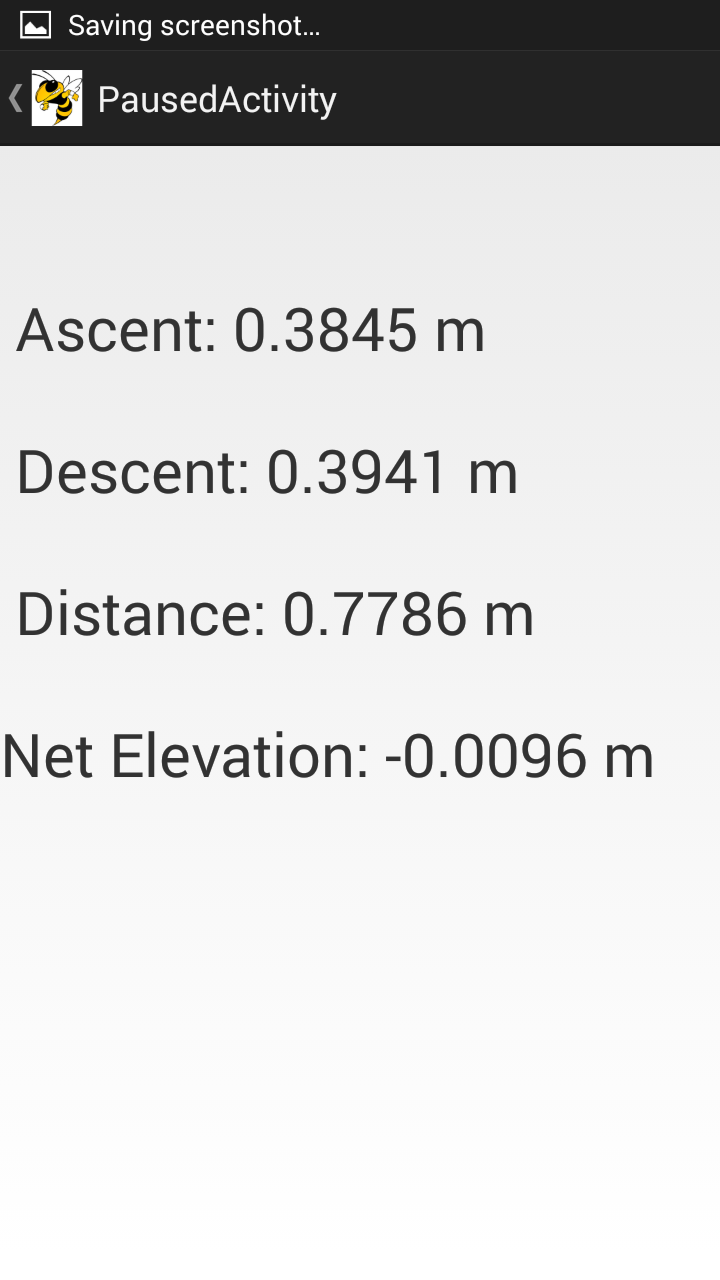 Saving screenshot...
PausedActivity
Ascent: 0.3845 m
Descent: 0.3941 m
Distance: 0.7786 m
Net Elevation: -0.0096 m